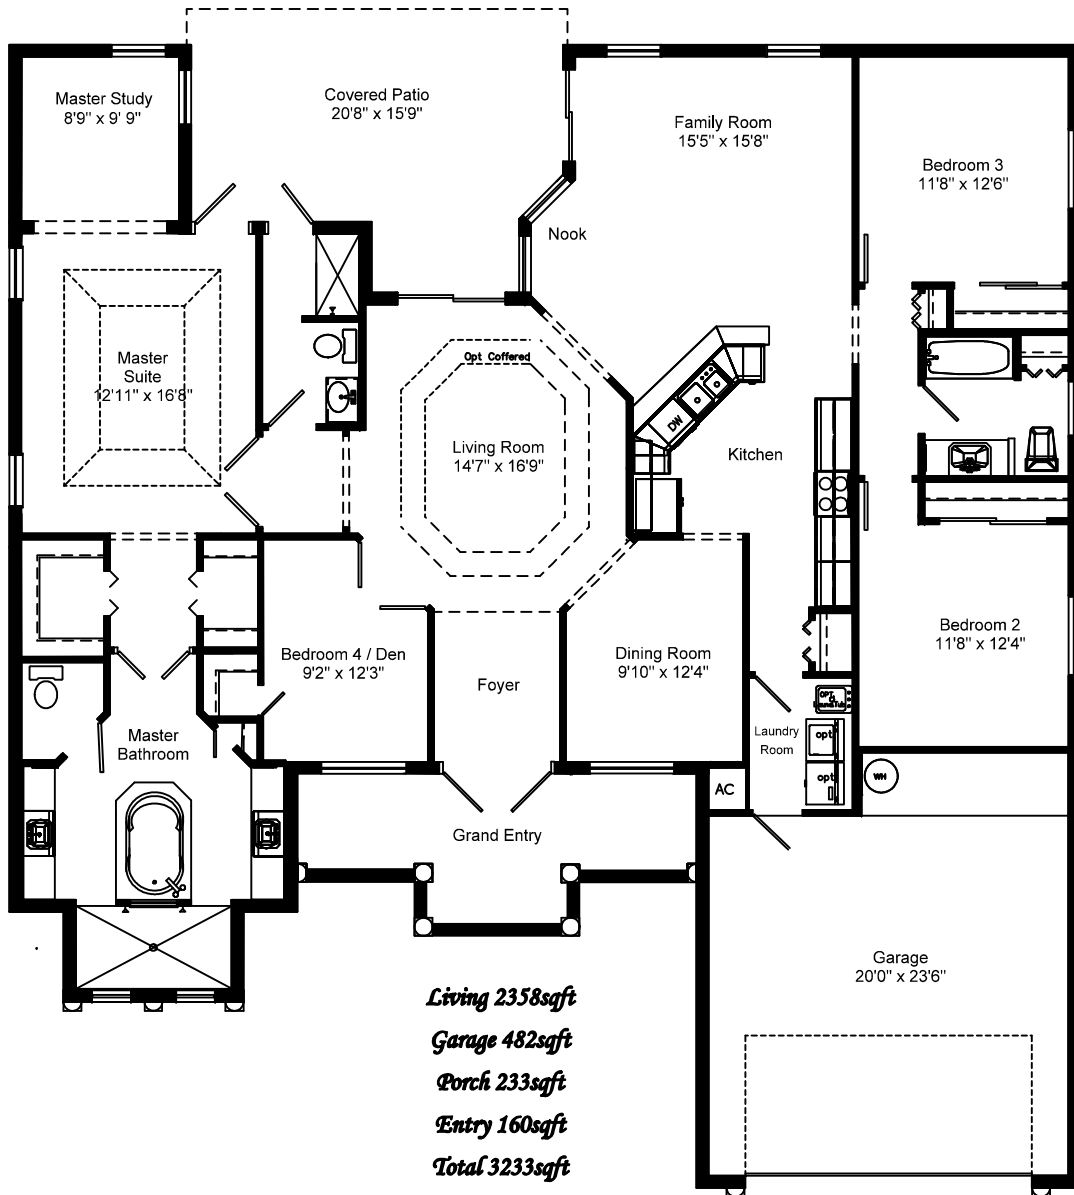 Master Study
8'9" x 9' 9"
Covered Patio
20'8" x 15'9"
Family Room
15'5" x 15'8"
Bedroom 3
11'8" x 12'6"
Nook
Master
Suite
12'11" x 16'8"
Opt Coffered
Living Room
14'7" x 16'9"
DW
Kitchen
Bedroom 4 / Den
9'2" x 12'3"
Foyer
Dining Room
9'10" x 12'4"
Bedroom 2
11'8" x 12'4"
Master
Bathroom
Laundry
Room
OPT
opt
opt
WH
AC
Grand Entry
Garage
20'0" x 23'6"
Living 2358sqft
Garage 482sqft
Porch 233sqft
Entry 160sqft
Total 3233sqft